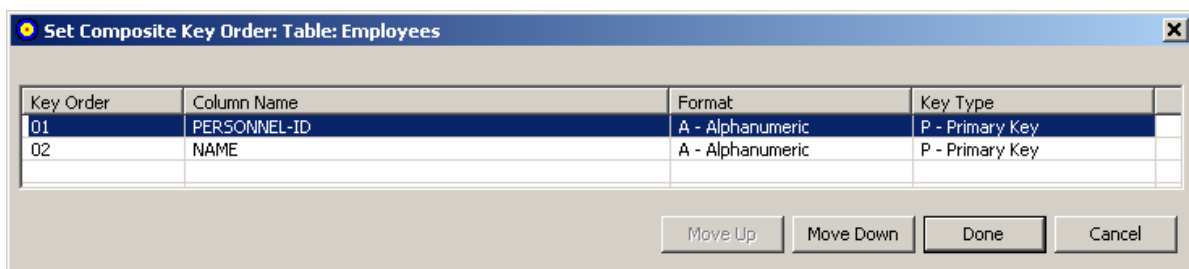 Set Composite Key Order: Table: Employees
Key Order Column Name Format Key Type
01 PERSONNEL-ID A - Alphanumeric P - Primary Key
02 NAME A - Alphanumeric P - Primary Key
Move Up Move Down Done Cancel